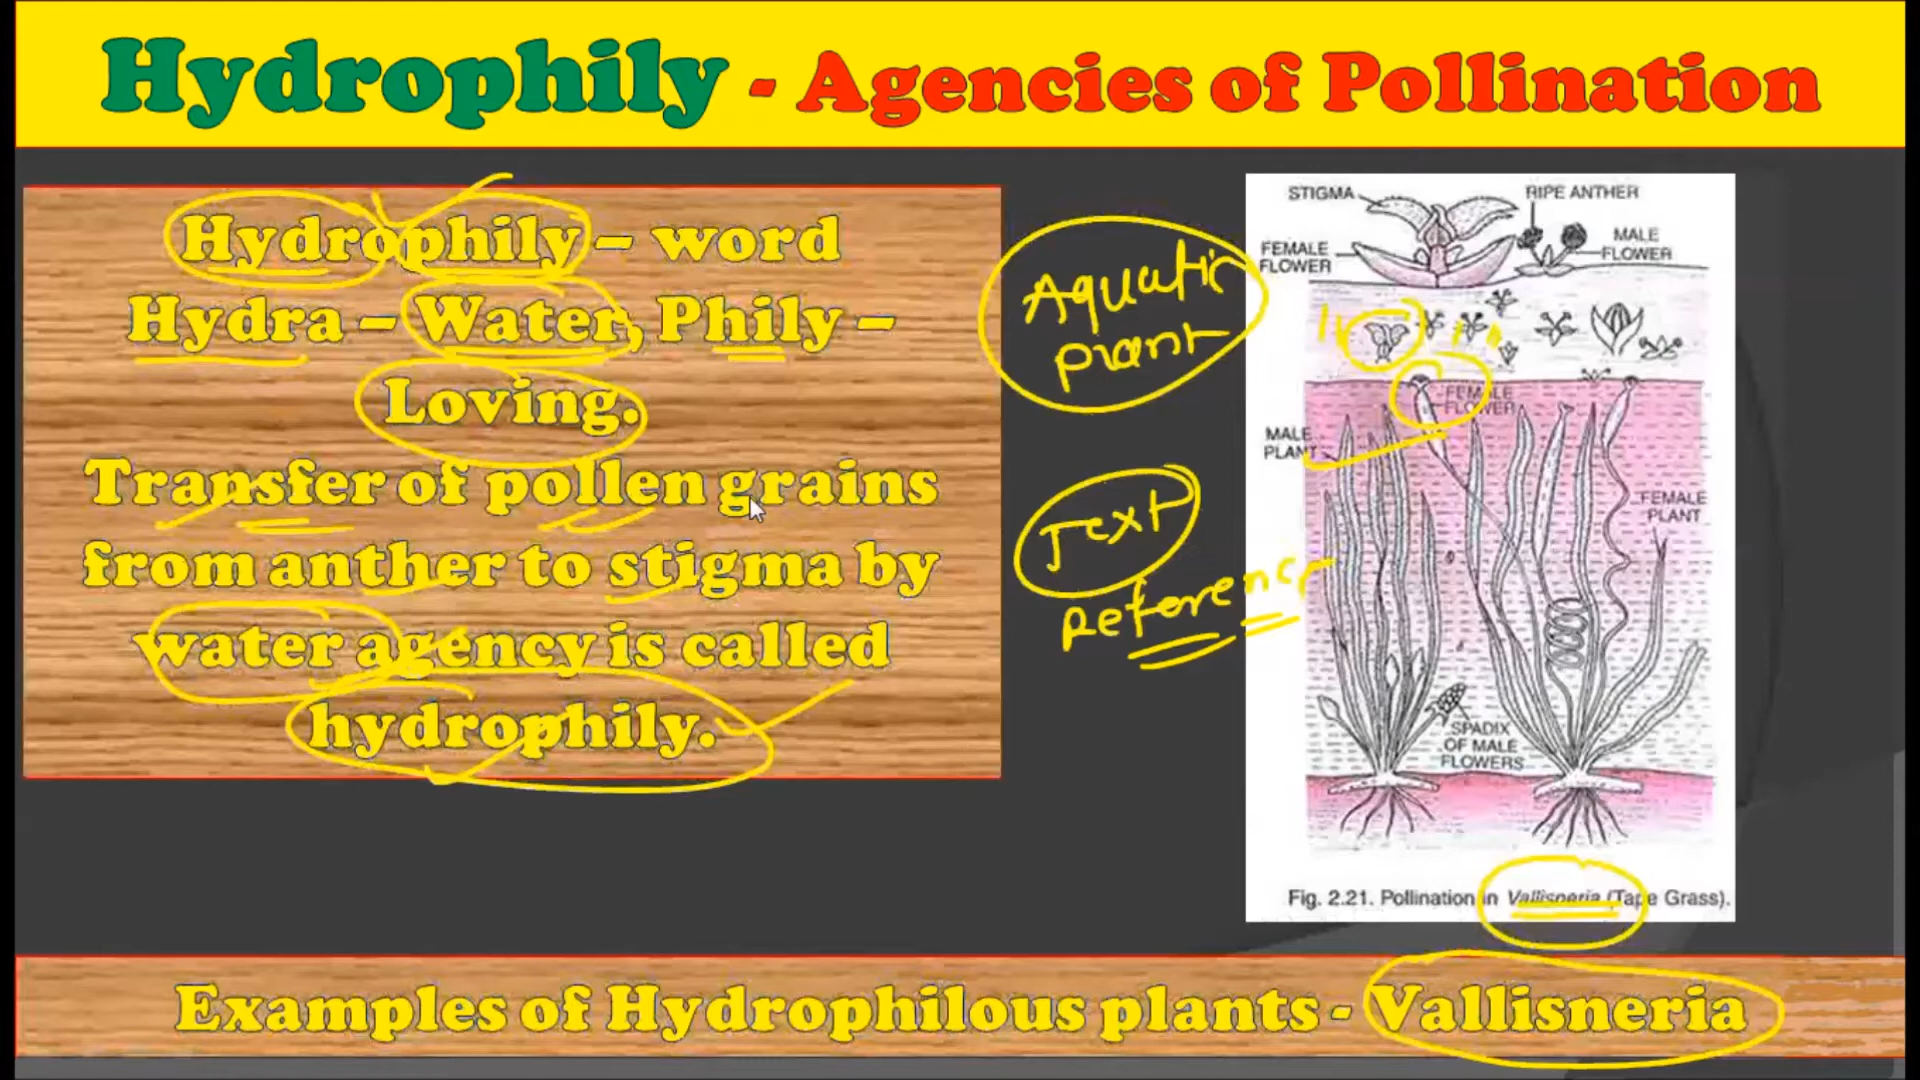 Hydrophily - Agencies of Pollination
Hydrophily – word
Hydra – Water, Phily –
Loving.
Transfer of pollen grains
from anther to stigma by
water agency is called
hydrophily.
Aquatic
plant
Text
Reference
STIGMA
RIPE ANTHER
FEMALE
FLOWER
MALE
FLOWER
FEMALE
FLOWER
MALE
PLANT
FEMALE
PLANT
SPADIX
OF MALE
FLOWERS
Fig. 2.21. Pollination in Vallisneria (Tape Grass).
Examples of Hydrophilous plants - Vallisneria